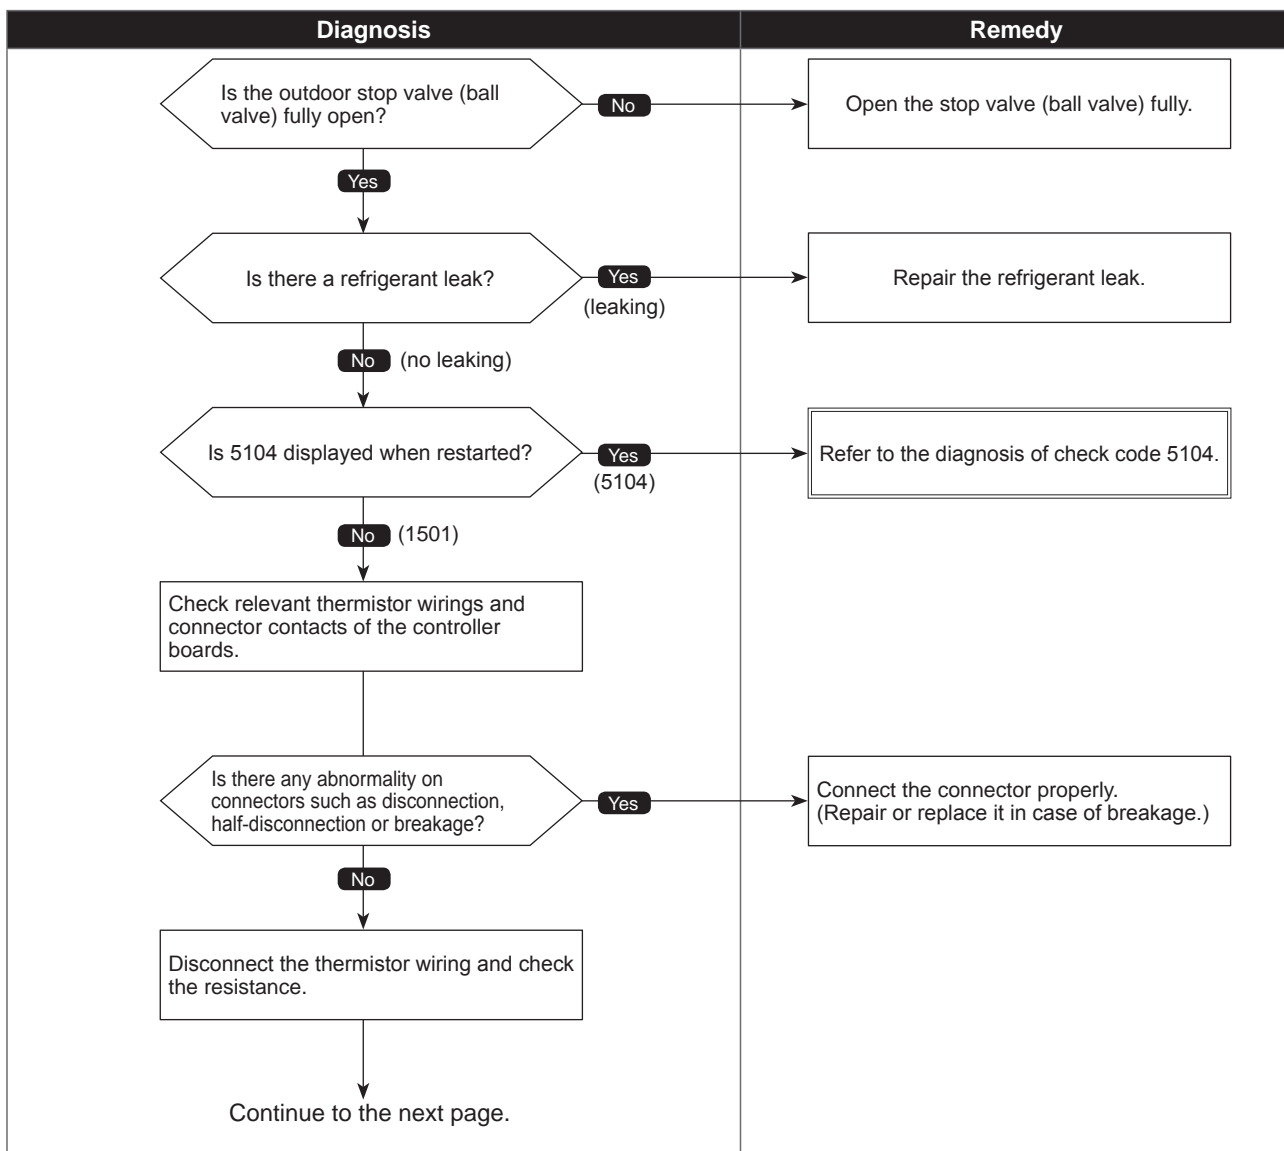 Diagnosis
Remedy
Is the outdoor stop valve (ball
valve) fully open?
No
Open the stop valve (ball valve) fully.
Yes
Is there a refrigerant leak?
Yes
(leaking)
Repair the refrigerant leak.
No (no leaking)
Is 5104 displayed when restarted?
Yes
(5104)
Refer to the diagnosis of check code 5104.
No (1501)
Check relevant thermistor wirings and
connector contacts of the controller
boards.
Is there any abnormality on
connectors such as disconnection,
half-disconnection or breakage?
Yes
Connect the connector properly.
(Repair or replace it in case of breakage.)
No
Disconnect the thermistor wiring and check
the resistance.
Continue to the next page.